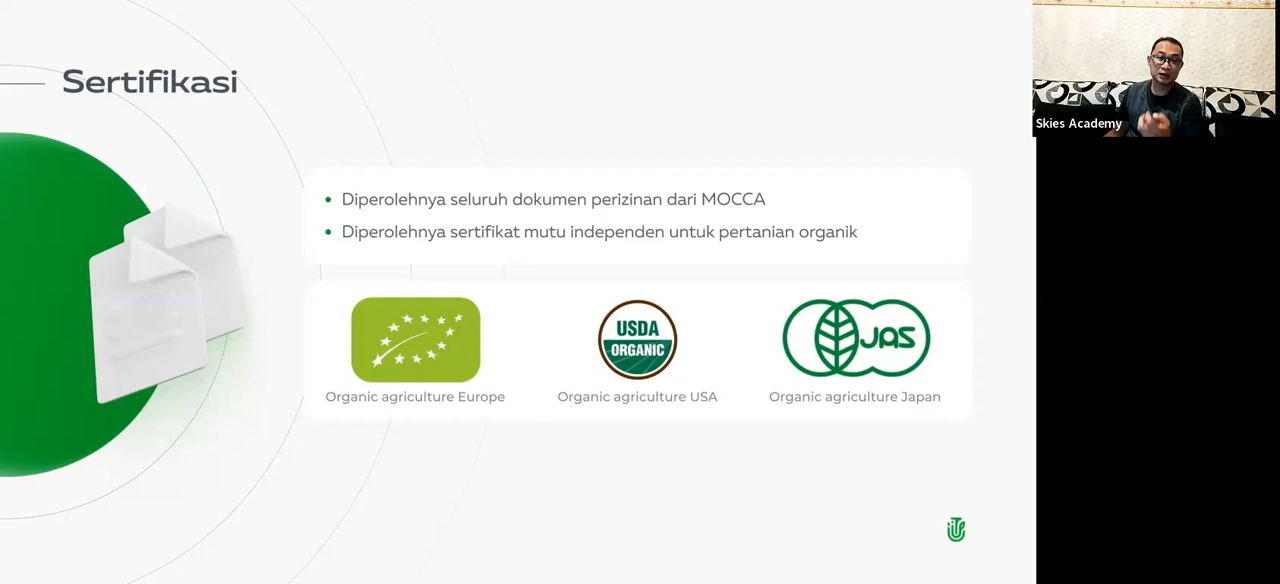 Sertifikasi
Skies Academy
• Diperolehnya seluruh dokumen perizinan dari MOCCA
• Diperolehnya sertifikat mutu independen untuk pertanian organik
USDA
ORGANIC
JAS
Organic agriculture Europe
Organic agriculture USA
Organic agriculture Japan